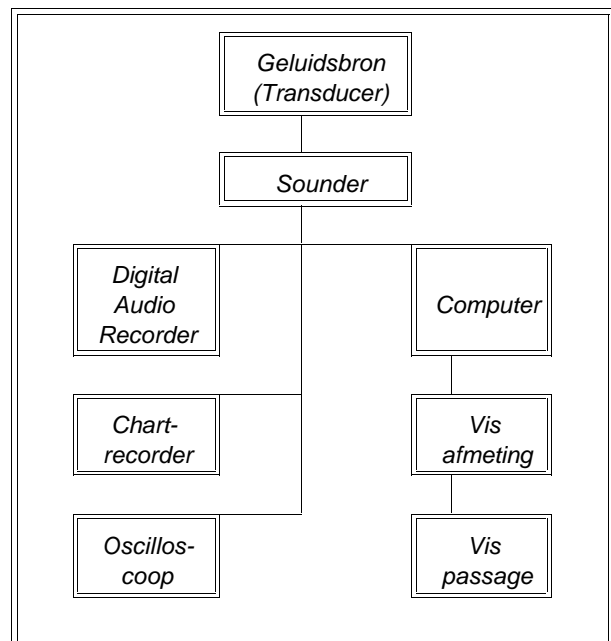 Geluidsbron
(Transducer)
Sounder
Digital
Audio
Recorder
Computer
Chart-
recorder
Vis
afmeting
Oscillos-
coop
Vis
passage